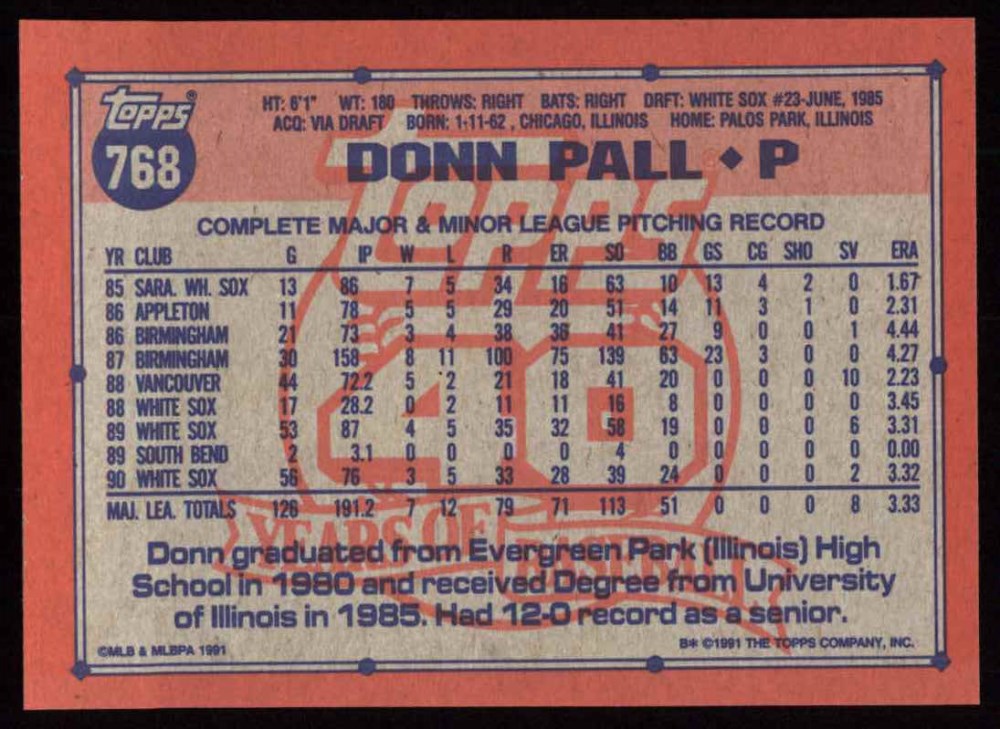 TOPPS®
768
HT: 6'1" WT: 180 THROWS: RIGHT BATS: RIGHT DRFT: WHITE SOX #23-JUNE, 1985
ACQ: VIA DRAFT BORN: 1-11-62 , CHICAGO, ILLINOIS HOME: PALOS PARK, ILLINOIS
DONN PALL ◆ P
COMPLETE MAJOR & MINOR LEAGUE PITCHING RECORD
YR CLUB G IP W L R ER SO BB GS CG SHO SV ERA
85 SARA. WH. SOX 13 86 7 5 34 16 63 10 13 4 2 0 1.67
86 APPLETON 11 78 5 5 29 20 51 14 11 3 1 0 2.31
86 BIRMINGHAM 21 73 3 4 38 36 41 27 9 0 0 1 4.44
87 BIRMINGHAM 30 158 8 11 100 75 139 63 23 3 0 0 4.27
88 VANCOUVER 44 72.2 5 2 21 18 41 20 0 0 0 10 2.23
88 WHITE SOX 17 28.2 0 2 11 11 16 8 0 0 0 0 3.45
89 WHITE SOX 53 87 4 5 35 32 58 19 0 0 0 6 3.31
89 SOUTH BEND 2 3.1 0 0 0 0 4 0 0 0 0 0 0.00
90 WHITE SOX 56 76 3 5 33 28 39 24 0 0 0 2 3.32
MAJ. LEA. TOTALS 126 191.2 7 12 79 71 113 51 0 0 0 8 3.33
TOPPS
40
YEARS OF
BASEBALL
Donn graduated from Evergreen Park (Illinois) High
School in 1980 and received Degree from University
of Illinois in 1985. Had 12-0 record as a senior.
©MLB & MLBPA 1991
B* ©1991 THE TOPPS COMPANY, INC.